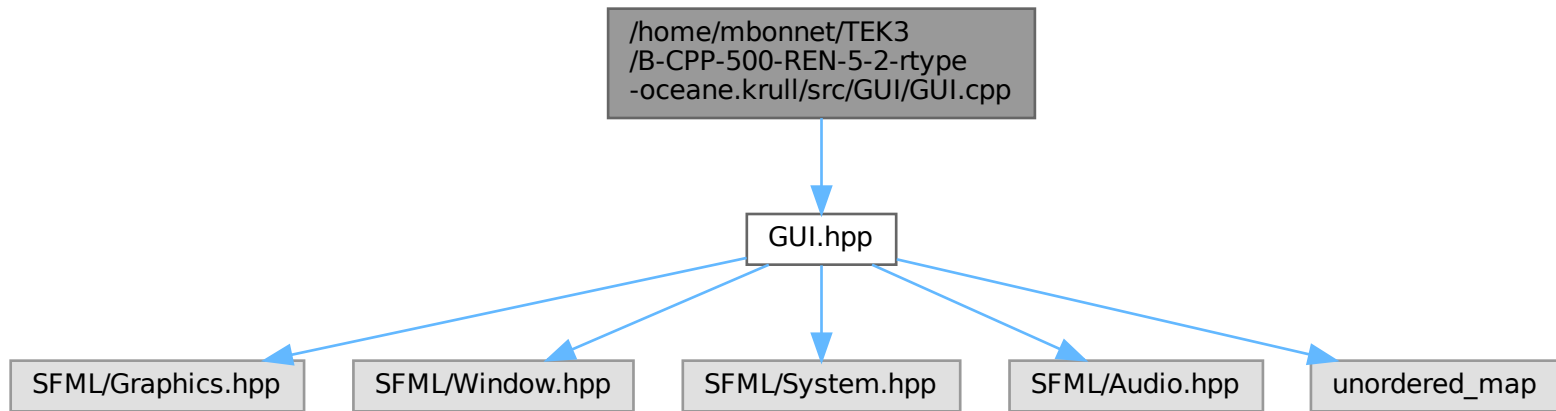 /home/mbonnet/TEK3
/B-CPP-500-REN-5-2-rtype
-oceane.krull/src/GUI/GUI.cpp
GUI.hpp
SFML/Graphics.hpp
SFML/Window.hpp
SFML/System.hpp
SFML/Audio.hpp
unordered_map